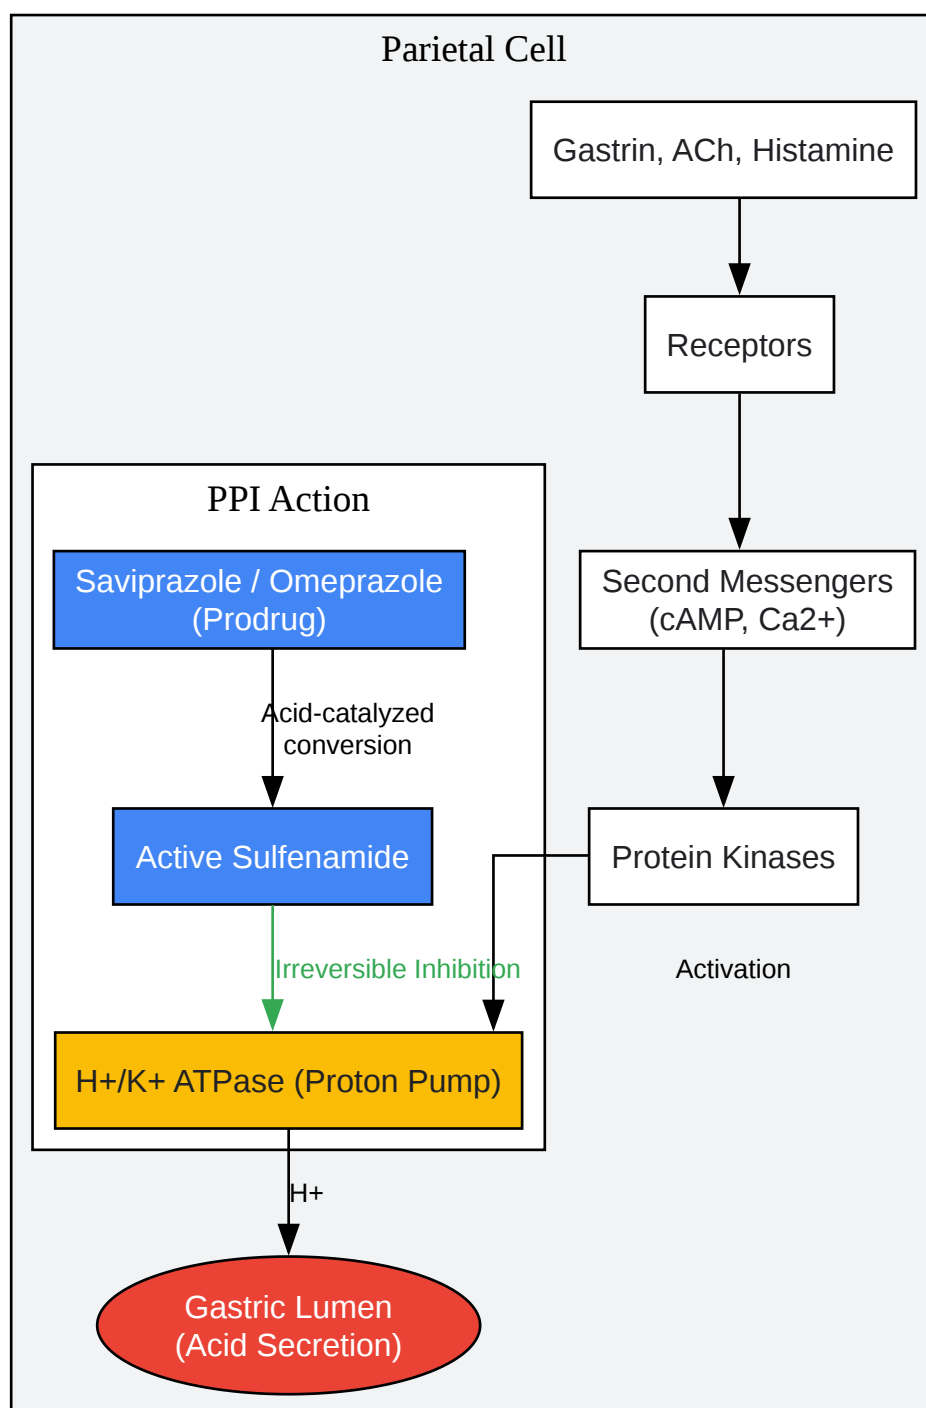 Parietal Cell
Gastrin, ACh, Histamine
Receptors
PPI Action
Saviprazole / Omeprazole
(Prodrug)
Second Messengers
(cAMP, Ca2+)
Acid-catalyzed
conversion
Active Sulfenamide
Protein Kinases
Irreversible Inhibition
Activation
H+/K+ ATPase (Proton Pump)
H+
Gastric Lumen
(Acid Secretion)